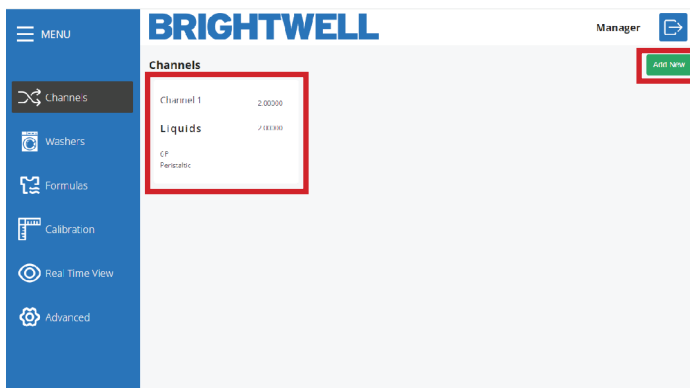 MENU
BRIGHTWELL
Manager
Channels
Add New
Channels
Channel 1 2.00000
Liquids 2.00000
CF
Peristaltic
Washers
Formulas
Calibration
Real Time View
Advanced